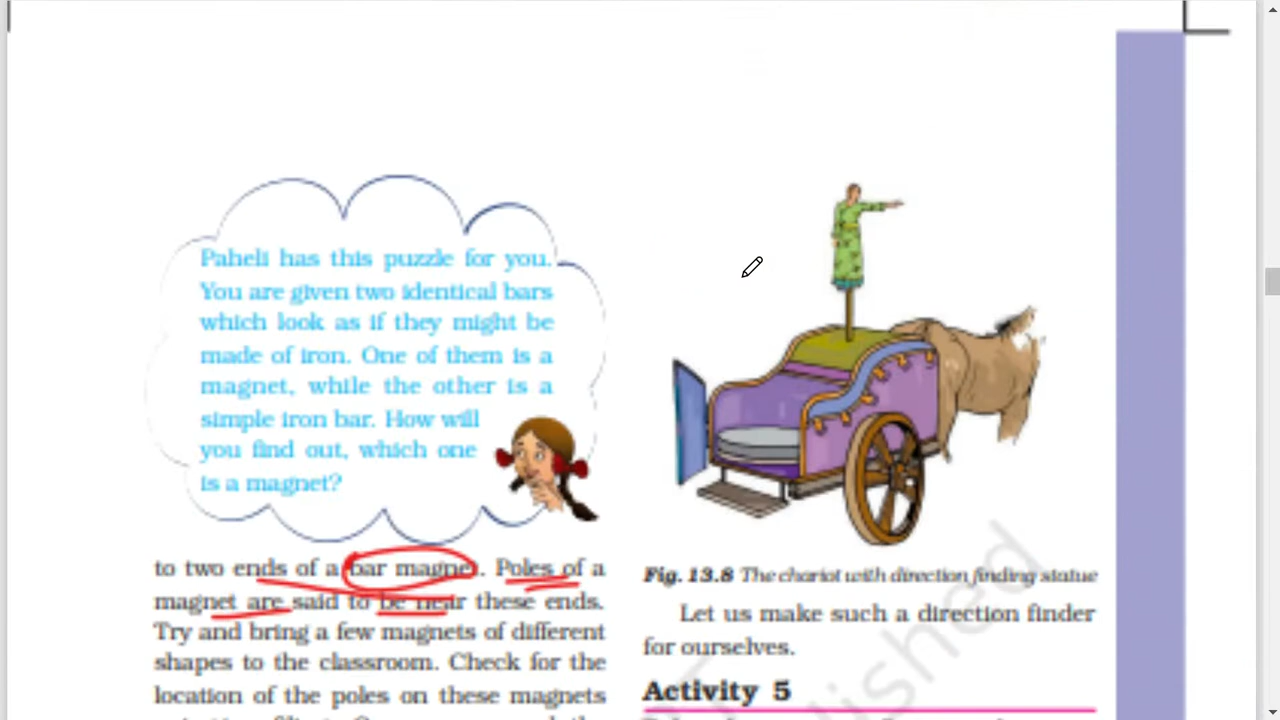 Paheli has this puzzle for you.
You are given two identical bars
which look as if they might be
made of iron. One of them is a
magnet, while the other is a
simple iron bar. How will
you find out, which one
is a magnet?
to two ends of a bar magnet. Poles of a
magnet are said to be near these ends.
Try and bring a few magnets of different
shapes to the classroom. Check for the
location of the poles on these magnets
Fig. 13.8 The chariot with direction finding statue
Let us make such a direction finder
for ourselves.
Activity 5